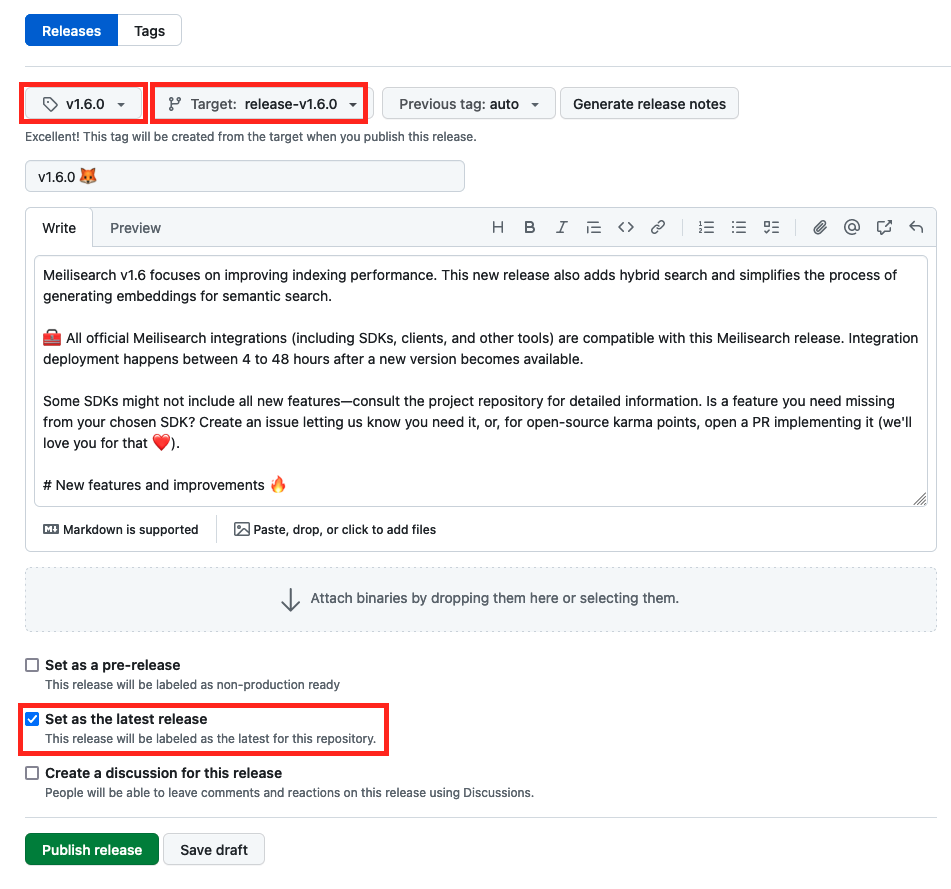 Releases Tags
v1.6.0 Target: release-v1.6.0 Previous tag: auto Generate release notes
Excellent! This tag will be created from the target when you publish this release.
v1.6.0 🦊
Write Preview
Meilisearch v1.6 focuses on improving indexing performance. This new release also adds hybrid search and simplifies the process of
generating embeddings for semantic search.
🧰 All official Meilisearch integrations (including SDKs, clients, and other tools) are compatible with this Meilisearch release. Integration
deployment happens between 4 to 48 hours after a new version becomes available.
Some SDKs might not include all new features—consult the project repository for detailed information. Is a feature you need missing
from your chosen SDK? Create an issue letting us know you need it, or, for open-source karma points, open a PR implementing it (we'll
love you for that ❤️).
# New features and improvements 🔥
Markdown is supported Paste, drop, or click to add files
Attach binaries by dropping them here or selecting them.
Set as a pre-release
This release will be labeled as non-production ready
Set as the latest release
This release will be labeled as the latest for this repository.
Create a discussion for this release
People will be able to leave comments and reactions on this release using Discussions.
Publish release Save draft